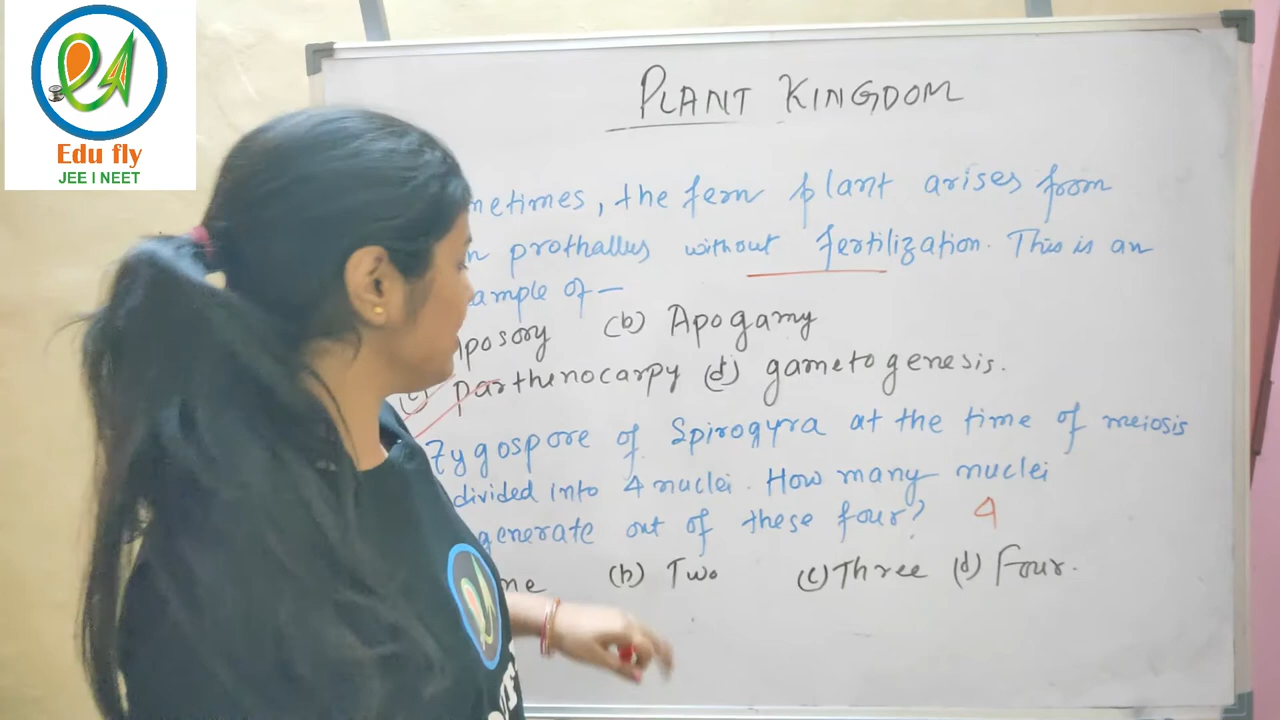 Edu fly
JEE I NEET
PLANT KINGDOM
metimes, the fern plant arises from
n prothallus without fertilization. This is an
ample of —
posory (b) Apogamy
(c) parthenocarpy (d) gametogenesis.
Zygospore of Spirogyra at the time of meiosis
divided into 4 nuclei. How many nuclei
generate out of these four? 4
ne (b) Two (c) Three (d) Four.